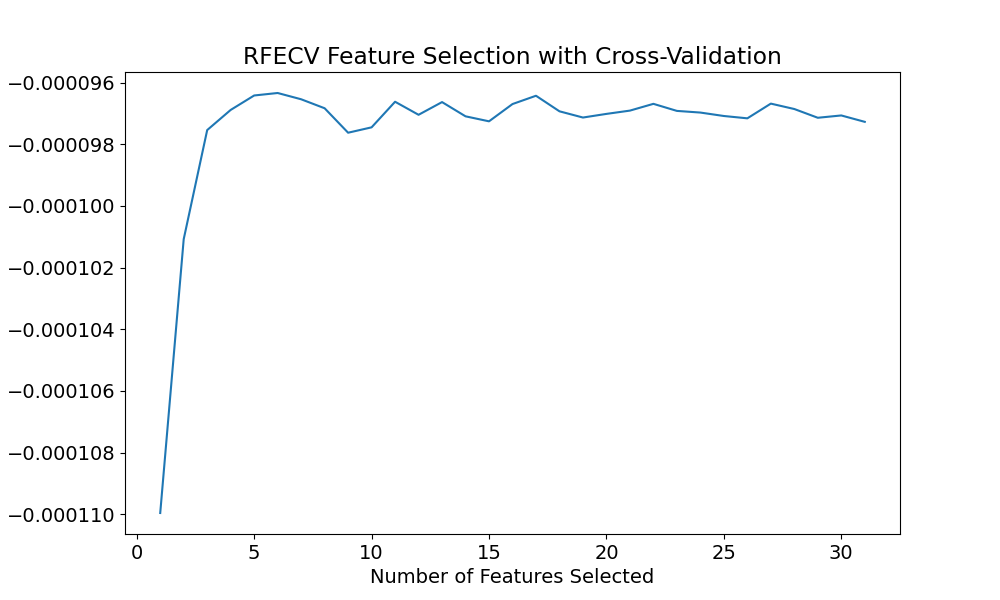 RFECV Feature Selection with Cross-Validation
−0.000096
−0.000098
−0.000100
−0.000102
−0.000104
−0.000106
−0.000108
−0.000110
0 5 10 15 20 25 30
Number of Features Selected